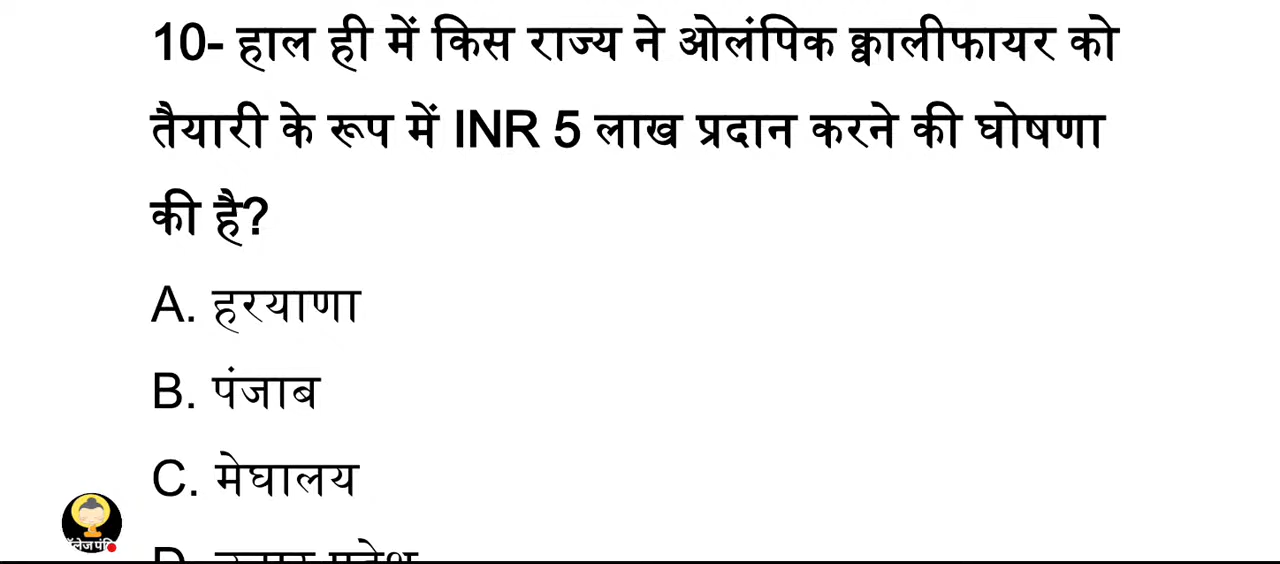 10- हाल ही में किस राज्य ने ओलंपिक क्वालीफायर को
तैयारी के रूप में INR 5 लाख प्रदान करने की घोषणा
की है?
A. हरयाणा
B. पंजाब
C. मेघालय